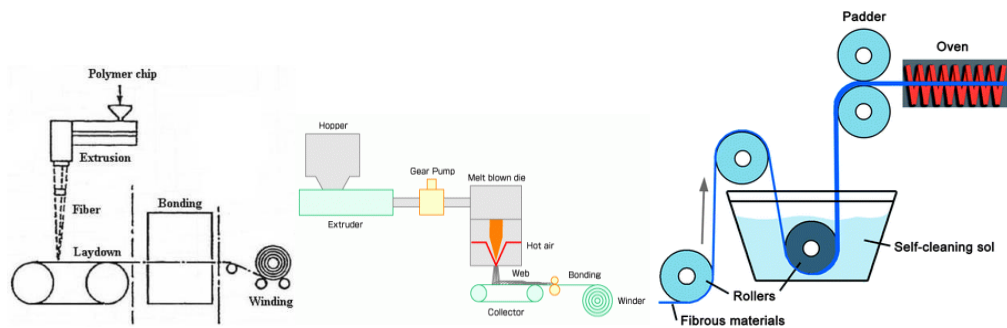 Polymer chip
Extrusion
Fiber
Bonding
Laydown
Winding
Hopper
Gear Pump
Melt blown die
Extruder
Hot air
Web
Bonding
Winder
Collector
Padder
Oven
Self-cleaning sol
Rollers
Fibrous materials